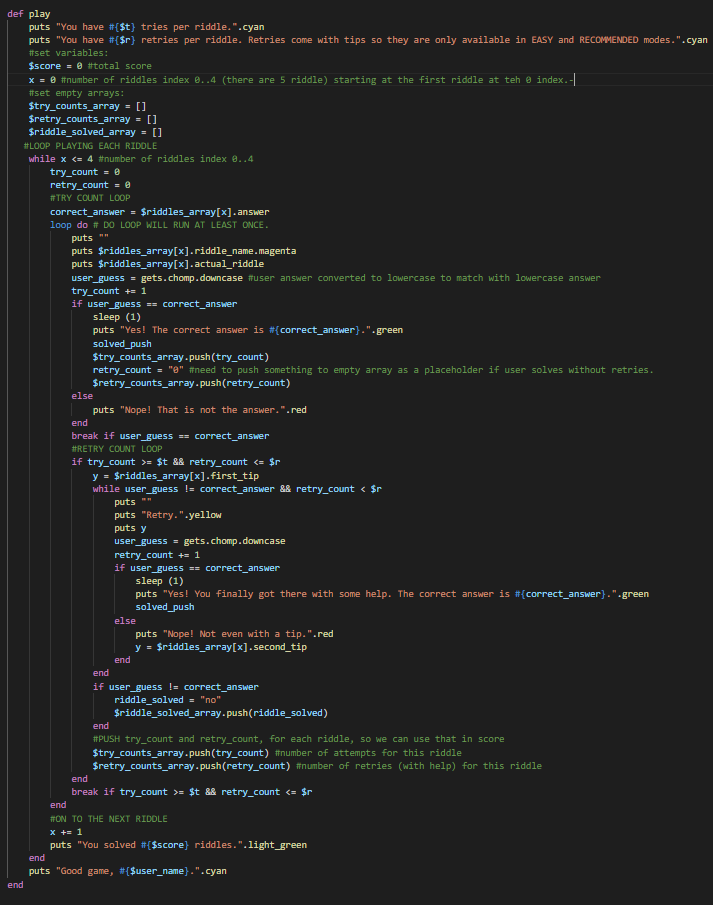 def play
puts "You have #{$t} tries per riddle.".cyan
puts "You have #{$r} retries per riddle. Retries come with tips so they are only available in EASY and RECOMMENDED modes.".cyan
#set variables:
$score = 0 #total score
x = 0 #number of riddles index 0..4 (there are 5 riddle) starting at the first riddle at teh 0 index.-
#set empty arrays:
$try_counts_array = []
$retry_counts_array = []
$riddle_solved_array = []
#LOOP PLAYING EACH RIDDLE
while x <= 4 #number of riddles index 0..4
try_count = 0
retry_count = 0
#TRY COUNT LOOP
correct_answer = $riddles_array[x].answer
loop do # DO LOOP WILL RUN AT LEAST ONCE.
puts ""
puts $riddles_array[x].riddle_name.magenta
puts $riddles_array[x].actual_riddle
user_guess = gets.chomp.downcase #user answer converted to lowercase to match with lowercase answer
try_count += 1
if user_guess == correct_answer
sleep (1)
puts "Yes! The correct answer is #{correct_answer}.".green
solved_push
$try_counts_array.push(try_count)
retry_count = "0" #need to push something to empty array as a placeholder if user solves without retries.
$retry_counts_array.push(retry_count)
else
puts "Nope! That is not the answer.".red
end
break if user_guess == correct_answer
#RETRY COUNT LOOP
if try_count >= $t && retry_count <= $r
y = $riddles_array[x].first_tip
while user_guess != correct_answer && retry_count < $r
puts ""
puts "Retry.".yellow
puts y
user_guess = gets.chomp.downcase
retry_count += 1
if user_guess == correct_answer
sleep (1)
puts "Yes! You finally got there with some help. The correct answer is #{correct_answer}.".green
solved_push
else
puts "Nope! Not even with a tip.".red
y = $riddles_array[x].second_tip
end
end
if user_guess != correct_answer
riddle_solved = "no"
$riddle_solved_array.push(riddle_solved)
end
#PUSH try_count and retry_count, for each riddle, so we can use that in score
$try_counts_array.push(try_count) #number of attempts for this riddle
$retry_counts_array.push(retry_count) #number of retries (with help) for this riddle
end
break if try_count >= $t && retry_count <= $r
end
#ON TO THE NEXT RIDDLE
x += 1
puts "You solved #{$score} riddles.".light_green
end
puts "Good game, #{$user_name}.".cyan
end